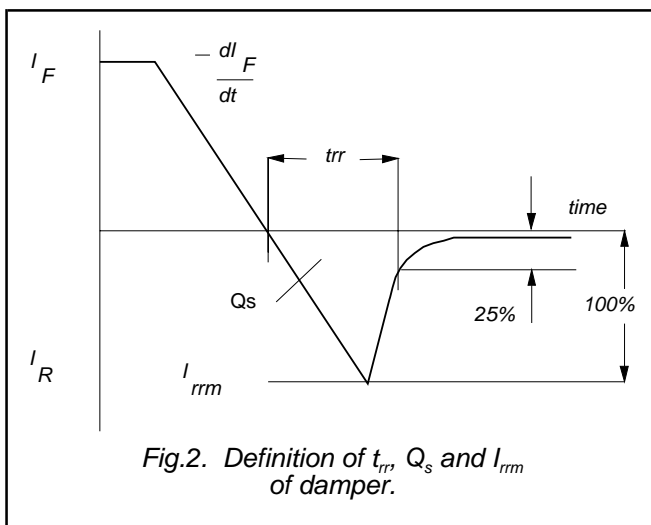 I F
– dI F
dt
trr
time
Qs
25%
100%
I R
I rrm
Fig.2. Definition of trr, Qs and Irrm
of damper.